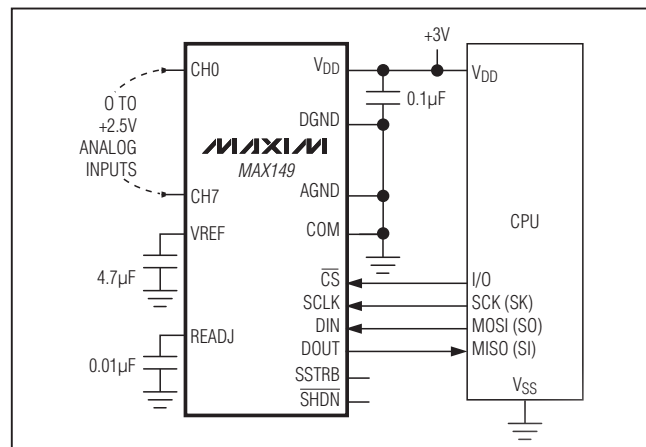 +3V
CH0
VDD
VDD
0 TO
+2.5V
ANALOG
INPUTS
0.1µF
DGND
MAXIM
MAX149
CH7
AGND
CPU
VREF
COM
4.7µF
CS
I/O
SCLK
SCK (SK)
DIN
MOSI (SO)
READJ
DOUT
MISO (SI)
0.01µF
SSTRB
SHDN
VSS